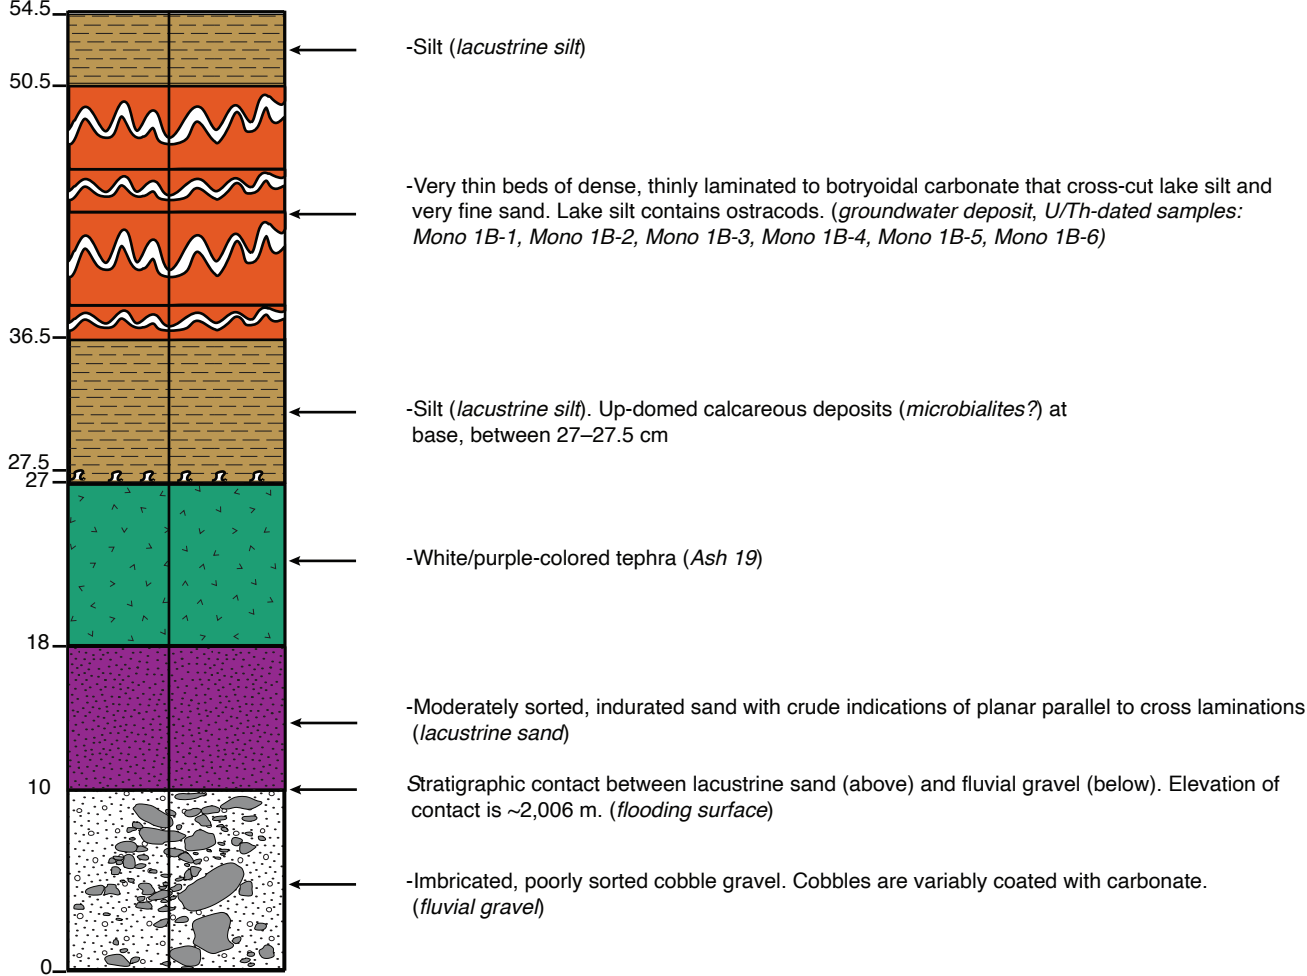 54.5
-Silt (lacustrine silt)
50.5
-Very thin beds of dense, thinly laminated to botryoidal carbonate that cross-cut lake silt and
very fine sand. Lake silt contains ostracods. (groundwater deposit, U/Th-dated samples:
Mono 1B-1, Mono 1B-2, Mono 1B-3, Mono 1B-4, Mono 1B-5, Mono 1B-6)
36.5
-Silt (lacustrine silt). Up-domed calcareous deposits (microbialites?) at
base, between 27–27.5 cm
27.5
27
-White/purple-colored tephra (Ash 19)
18
-Moderately sorted, indurated sand with crude indications of planar parallel to cross laminations
(lacustrine sand)
10
Stratigraphic contact between lacustrine sand (above) and fluvial gravel (below). Elevation of
contact is ~2,006 m. (flooding surface)
-Imbricated, poorly sorted cobble gravel. Cobbles are variably coated with carbonate.
(fluvial gravel)
0